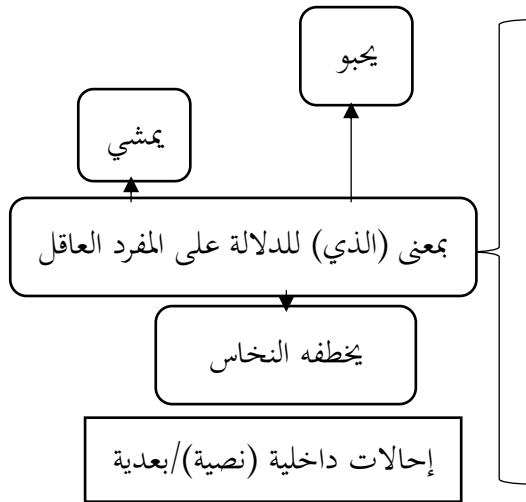 يحبو
يمشي
بمعنى (الذي) للدلالة على المفرد العاقل
يخطفه النخاس
إحالات داخلية (نصية)/بعدية